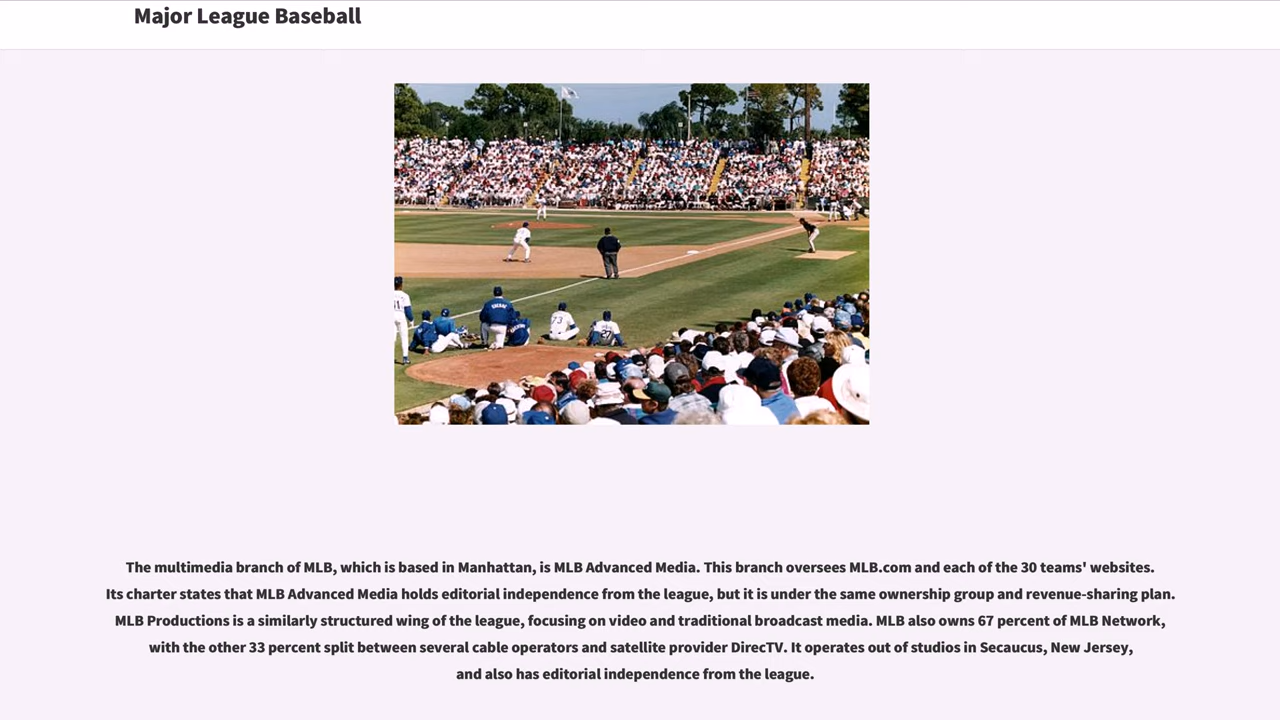 Major League Baseball
The multimedia branch of MLB, which is based in Manhattan, is MLB Advanced Media. This branch oversees MLB.com and each of the 30 teams' websites.
Its charter states that MLB Advanced Media holds editorial independence from the league, but it is under the same ownership group and revenue-sharing plan.
MLB Productions is a similarly structured wing of the league, focusing on video and traditional broadcast media. MLB also owns 67 percent of MLB Network,
with the other 33 percent split between several cable operators and satellite provider DirecTV. It operates out of studios in Secaucus, New Jersey,
and also has editorial independence from the league.